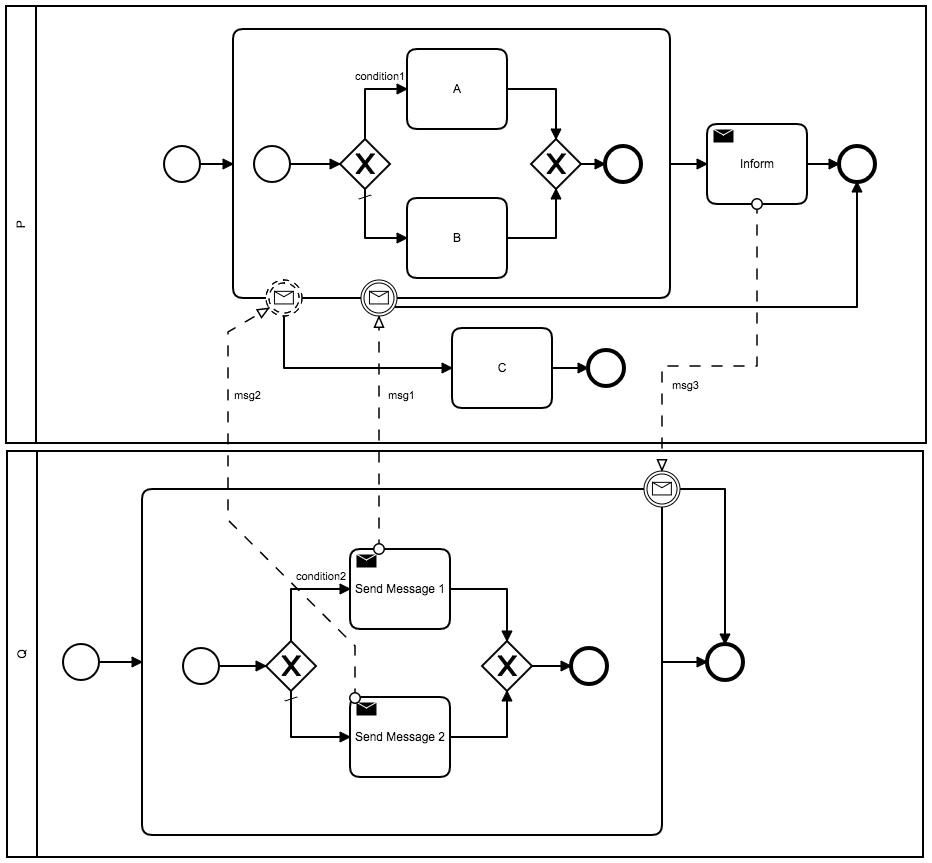 P
condition1
A
Inform
B
C
msg2
msg1
msg3
Q
condition2
Send Message 1
Send Message 2